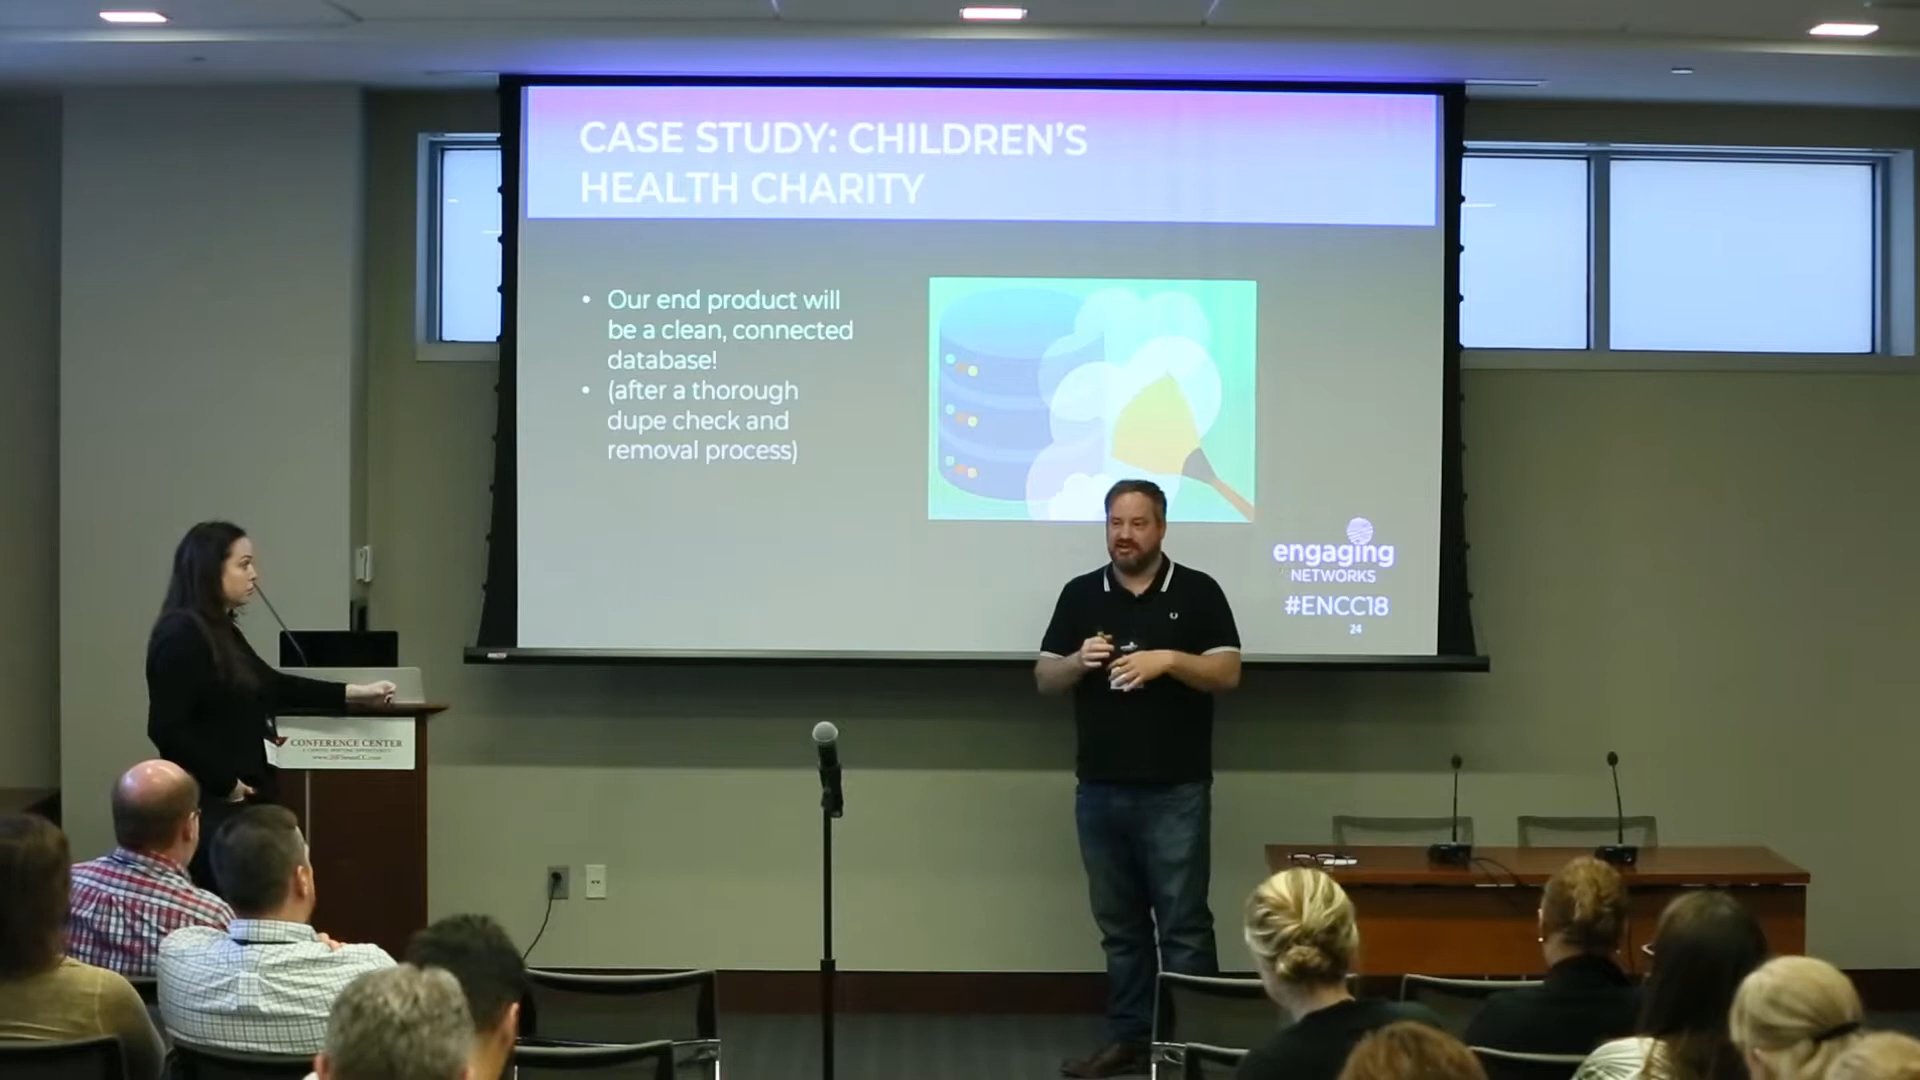 CASE STUDY: CHILDREN'S
HEALTH CHARITY
• Our end product will
be a clean, connected
database!
• (after a thorough
dupe check and
removal process)
engaging
NETWORKS
#ENCC18
24
CONFERENCE CENTER